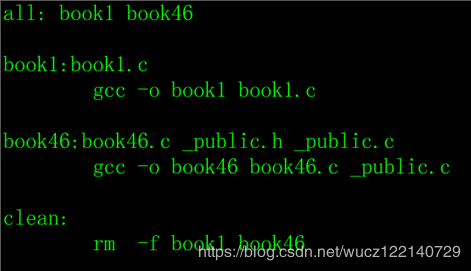 all: book1 book46
book1:book1.c
gcc -o book1 book1.c
book46:book46.c _public.h _public.c
gcc -o book46 book46.c _public.c
clean:
rm -f book1 book46
https://blog.csdn.net/wucz122140729